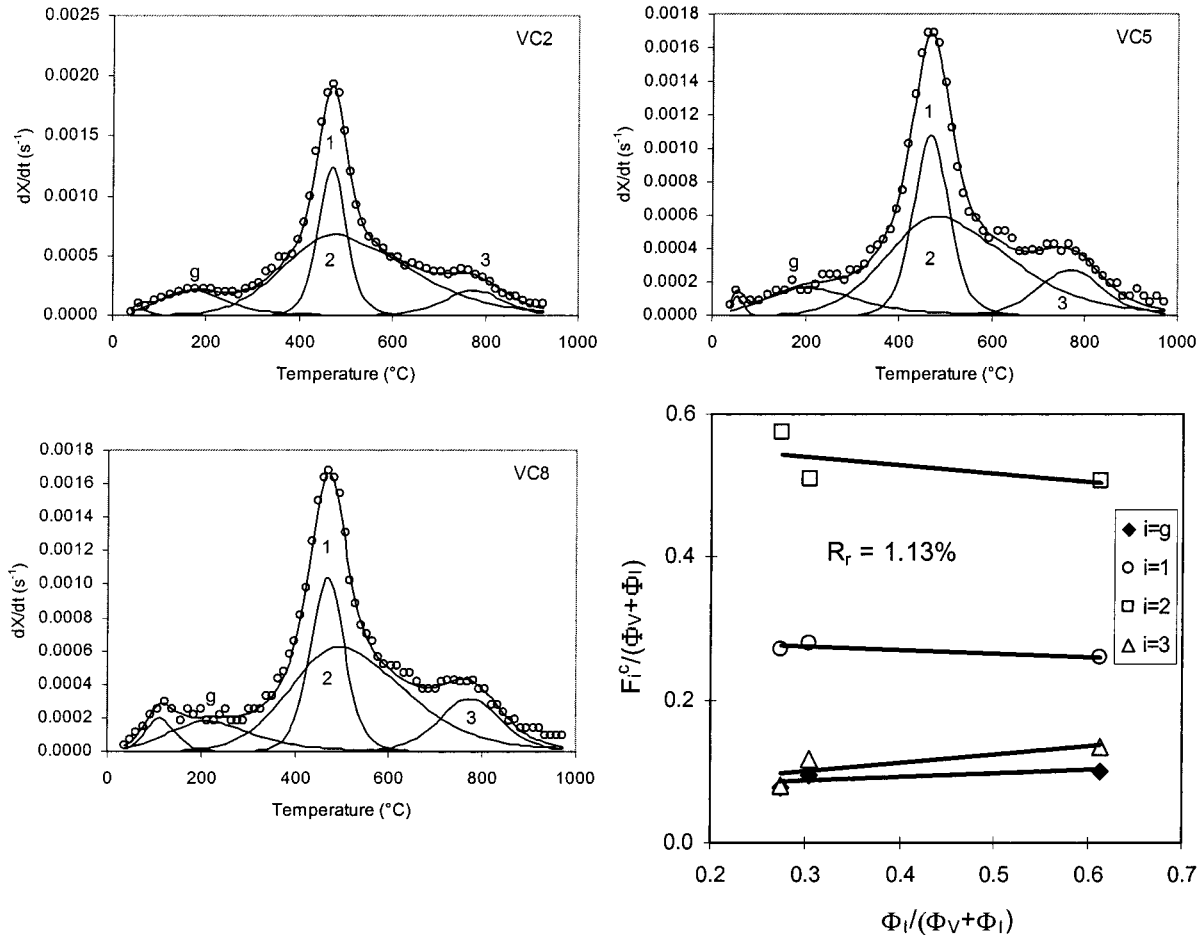 VC2
0.0025
0.0020
0.0015
0.0010
0.0005
0.0000
dX/dt (s⁻¹)
g
1
2
3
0 200 400 600 800 1000
Temperature (°C)
VC5
0.0018
0.0016
0.0014
0.0012
0.0010
0.0008
0.0006
0.0004
0.0002
0.0000
dX/dt (s⁻¹)
g
1
2
3
0 200 400 600 800 1000
Temperature (°C)
VC8
0.0018
0.0016
0.0014
0.0012
0.0010
0.0008
0.0006
0.0004
0.0002
0.0000
dX/dt (s⁻¹)
g
1
2
3
0 200 400 600 800 1000
Temperature (°C)
0.6
0.4
0.2
0.0
Fᵢᶜ/(Φ_V+Φ_I)
R_r = 1.13%
i=g
i=1
i=2
i=3
0.2 0.3 0.4 0.5 0.6 0.7
Φ_I/(Φ_V+Φ_I)